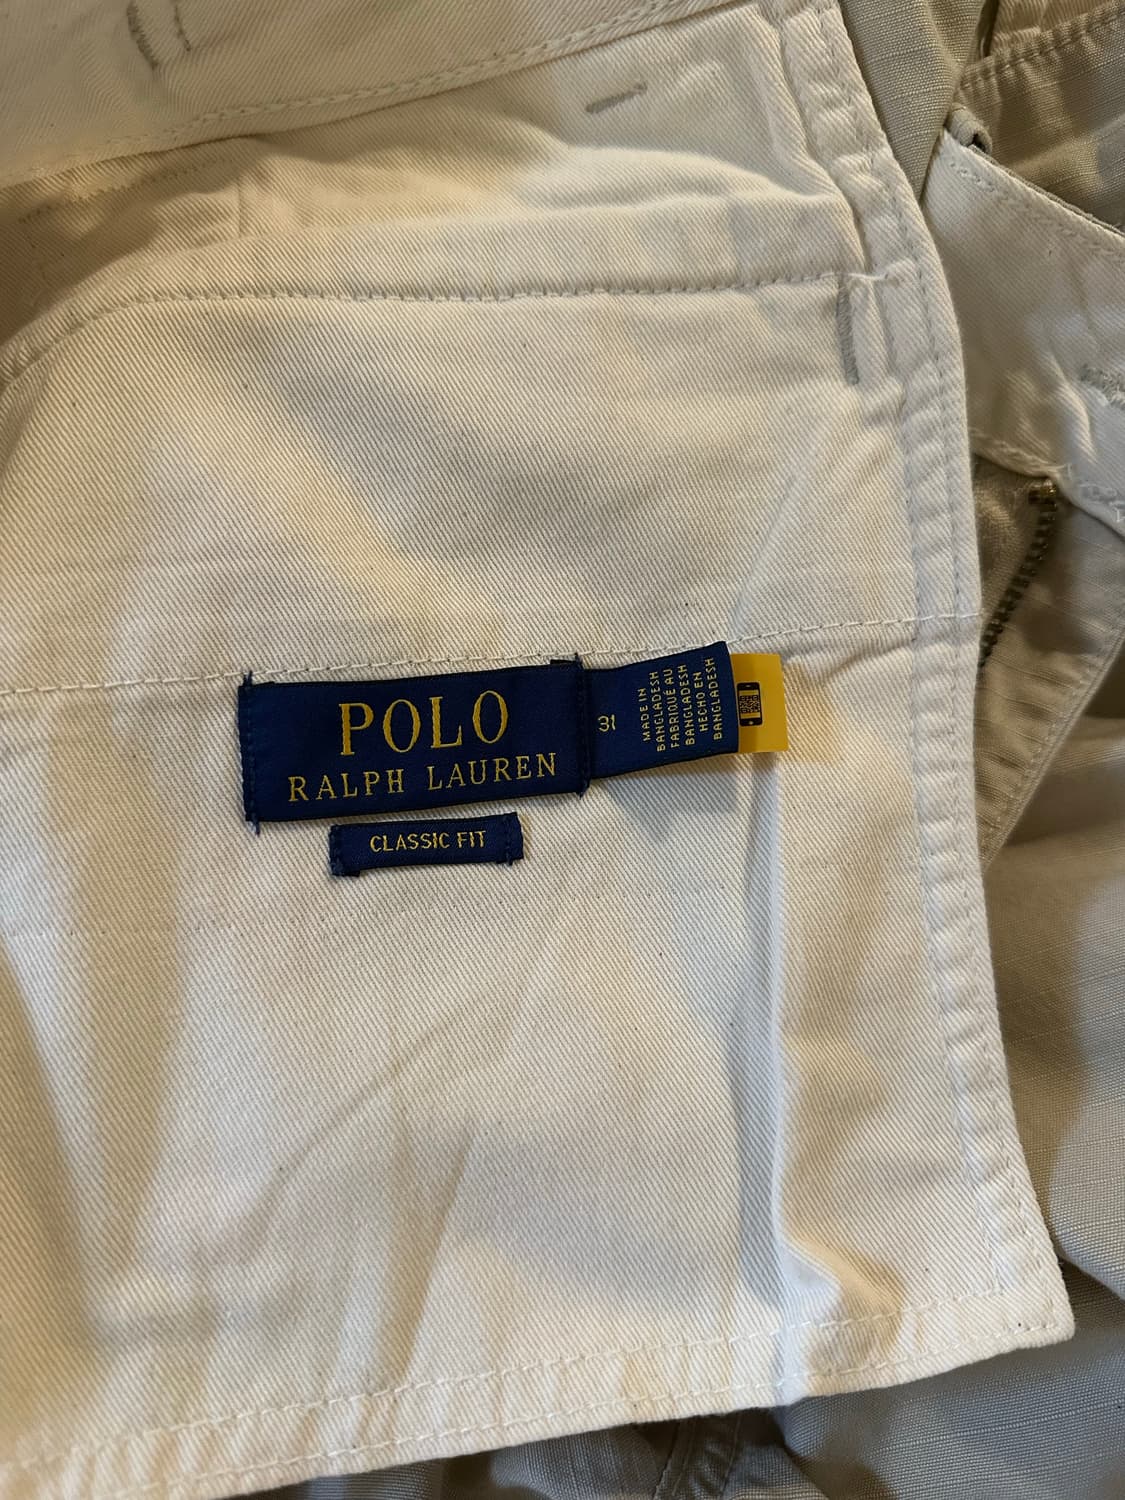 POLO
RALPH LAUREN
CLASSIC FIT
31
MADE IN
BANGLADESH
FABRIQUÉ AU
BANGLADESH
HECHO EN
BANGLADESH